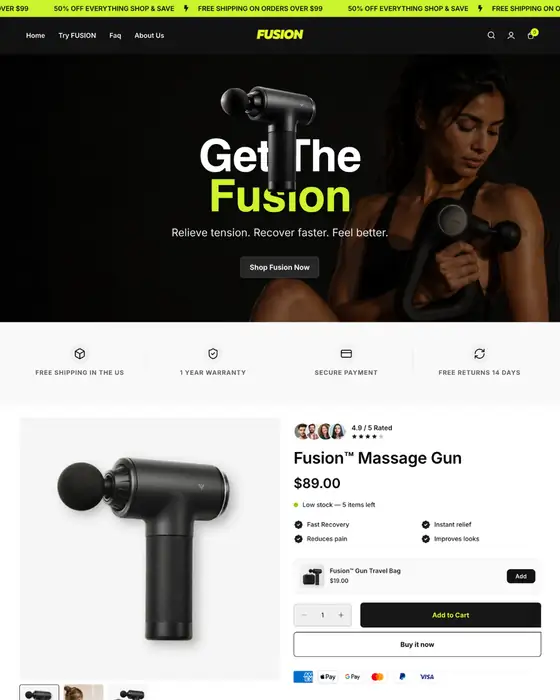 OVER $99 50% OFF EVERYTHING SHOP & SAVE FREE SHIPPING ON ORDERS OVER $99 50% OFF EVERYTHING SHOP & SAVE FREE SHIPPING ON O
Home Try FUSION Faq About Us FUSION 0
Get The
Fusion
Relieve tension. Recover faster. Feel better.
Shop Fusion Now
FREE SHIPPING IN THE US 1 YEAR WARRANTY SECURE PAYMENT FREE RETURNS 14 DAYS
4.9 / 5 Rated
Fusion™ Massage Gun
$89.00
Low stock — 5 items left
Fast Recovery Instant relief
Reduces pain Improves looks
Fusion™ Gun Travel Bag
$19.00
Add
1 Add to Cart
Buy it now
Pay G Pay VISA